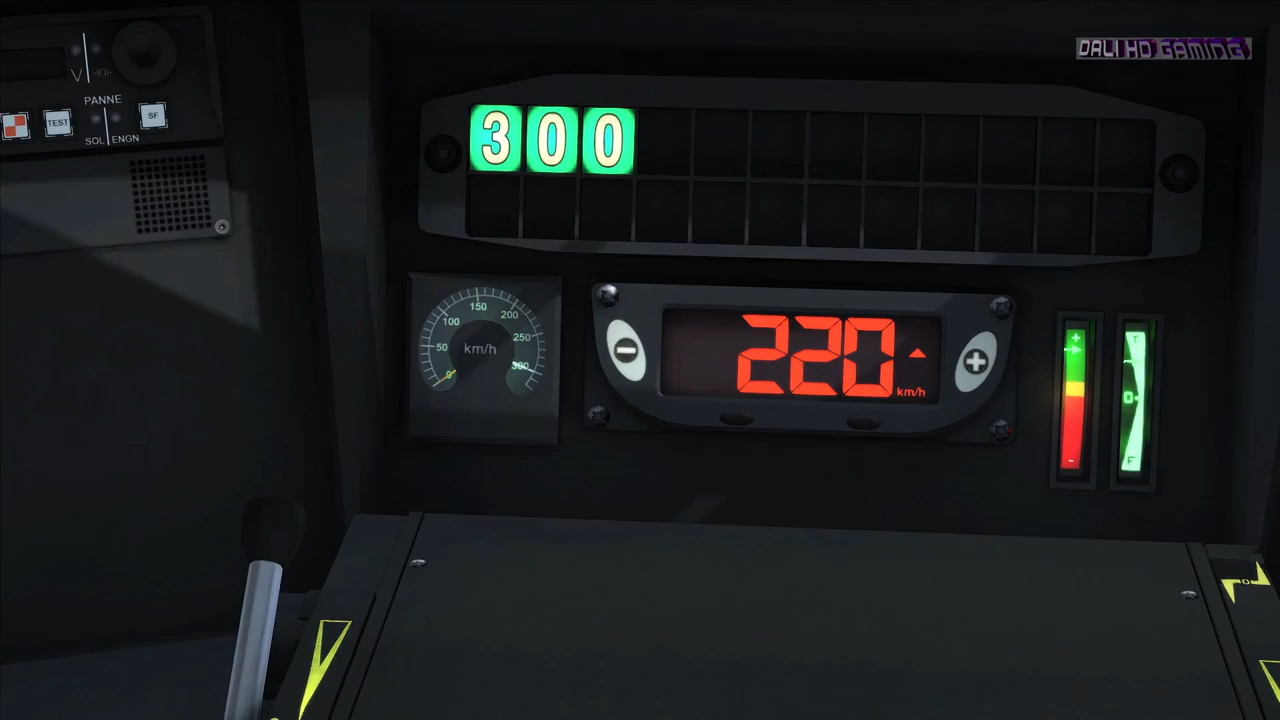 DALI HD GAMING
V
PANNE
TEST
SF
SOL ENGN
300
50 100 150 200 250 300
0
km/h
- 220 +
km/h
+
-
T
0
F
0